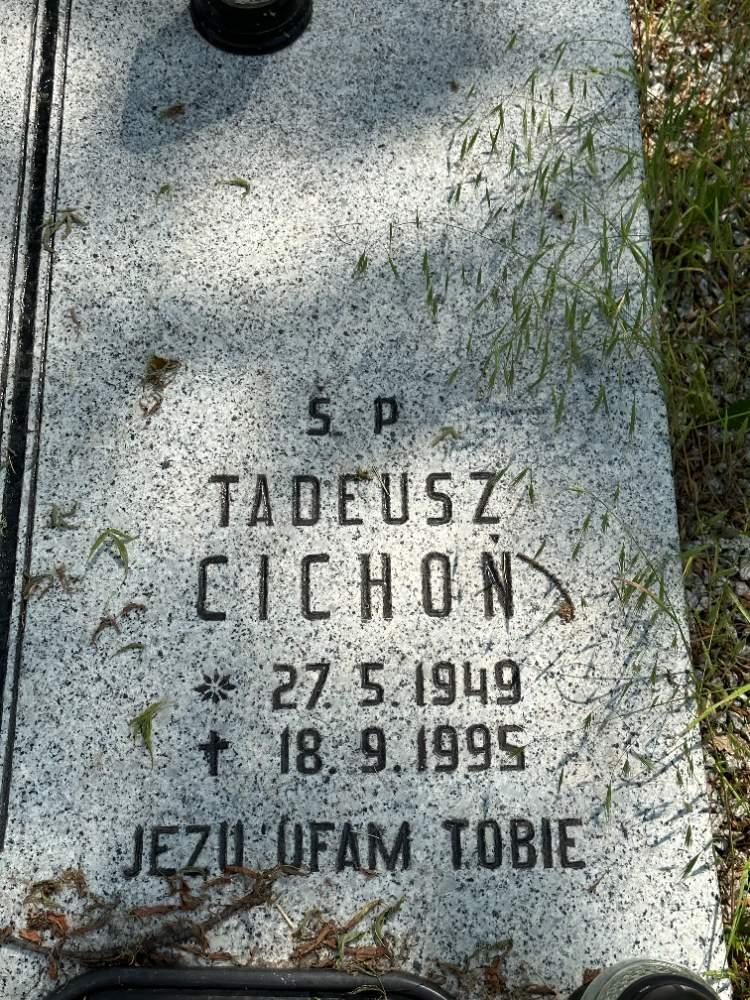 Ś P
TADEUSZ
CICHOŃ
* 27. 5. 1949
✝ 18. 9. 1995
JEZU UFAM TOBIE